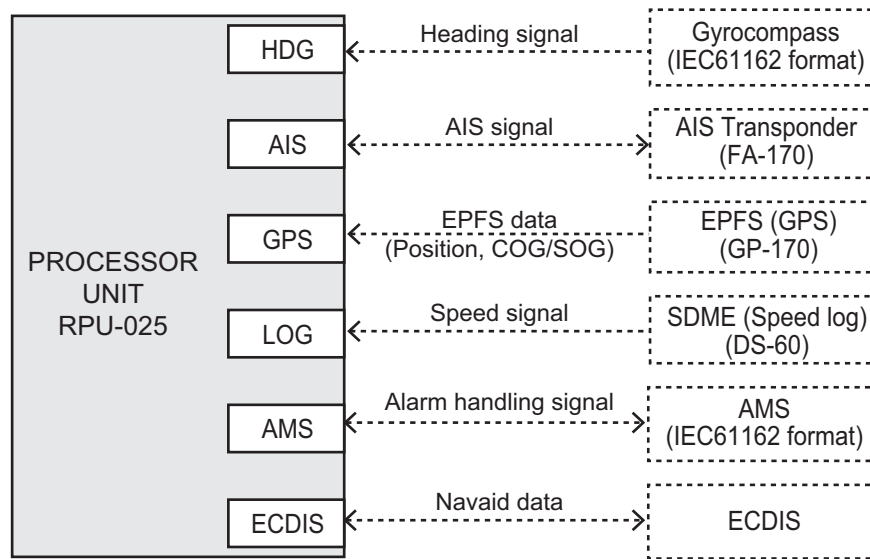 PROCESSOR
UNIT
RPU-025
HDG
Heading signal
Gyrocompass
(IEC61162 format)
AIS
AIS signal
AIS Transponder
(FA-170)
GPS
EPFS data
(Position, COG/SOG)
EPFS (GPS)
(GP-170)
LOG
Speed signal
SDME (Speed log)
(DS-60)
AMS
Alarm handling signal
AMS
(IEC61162 format)
ECDIS
Navaid data
ECDIS